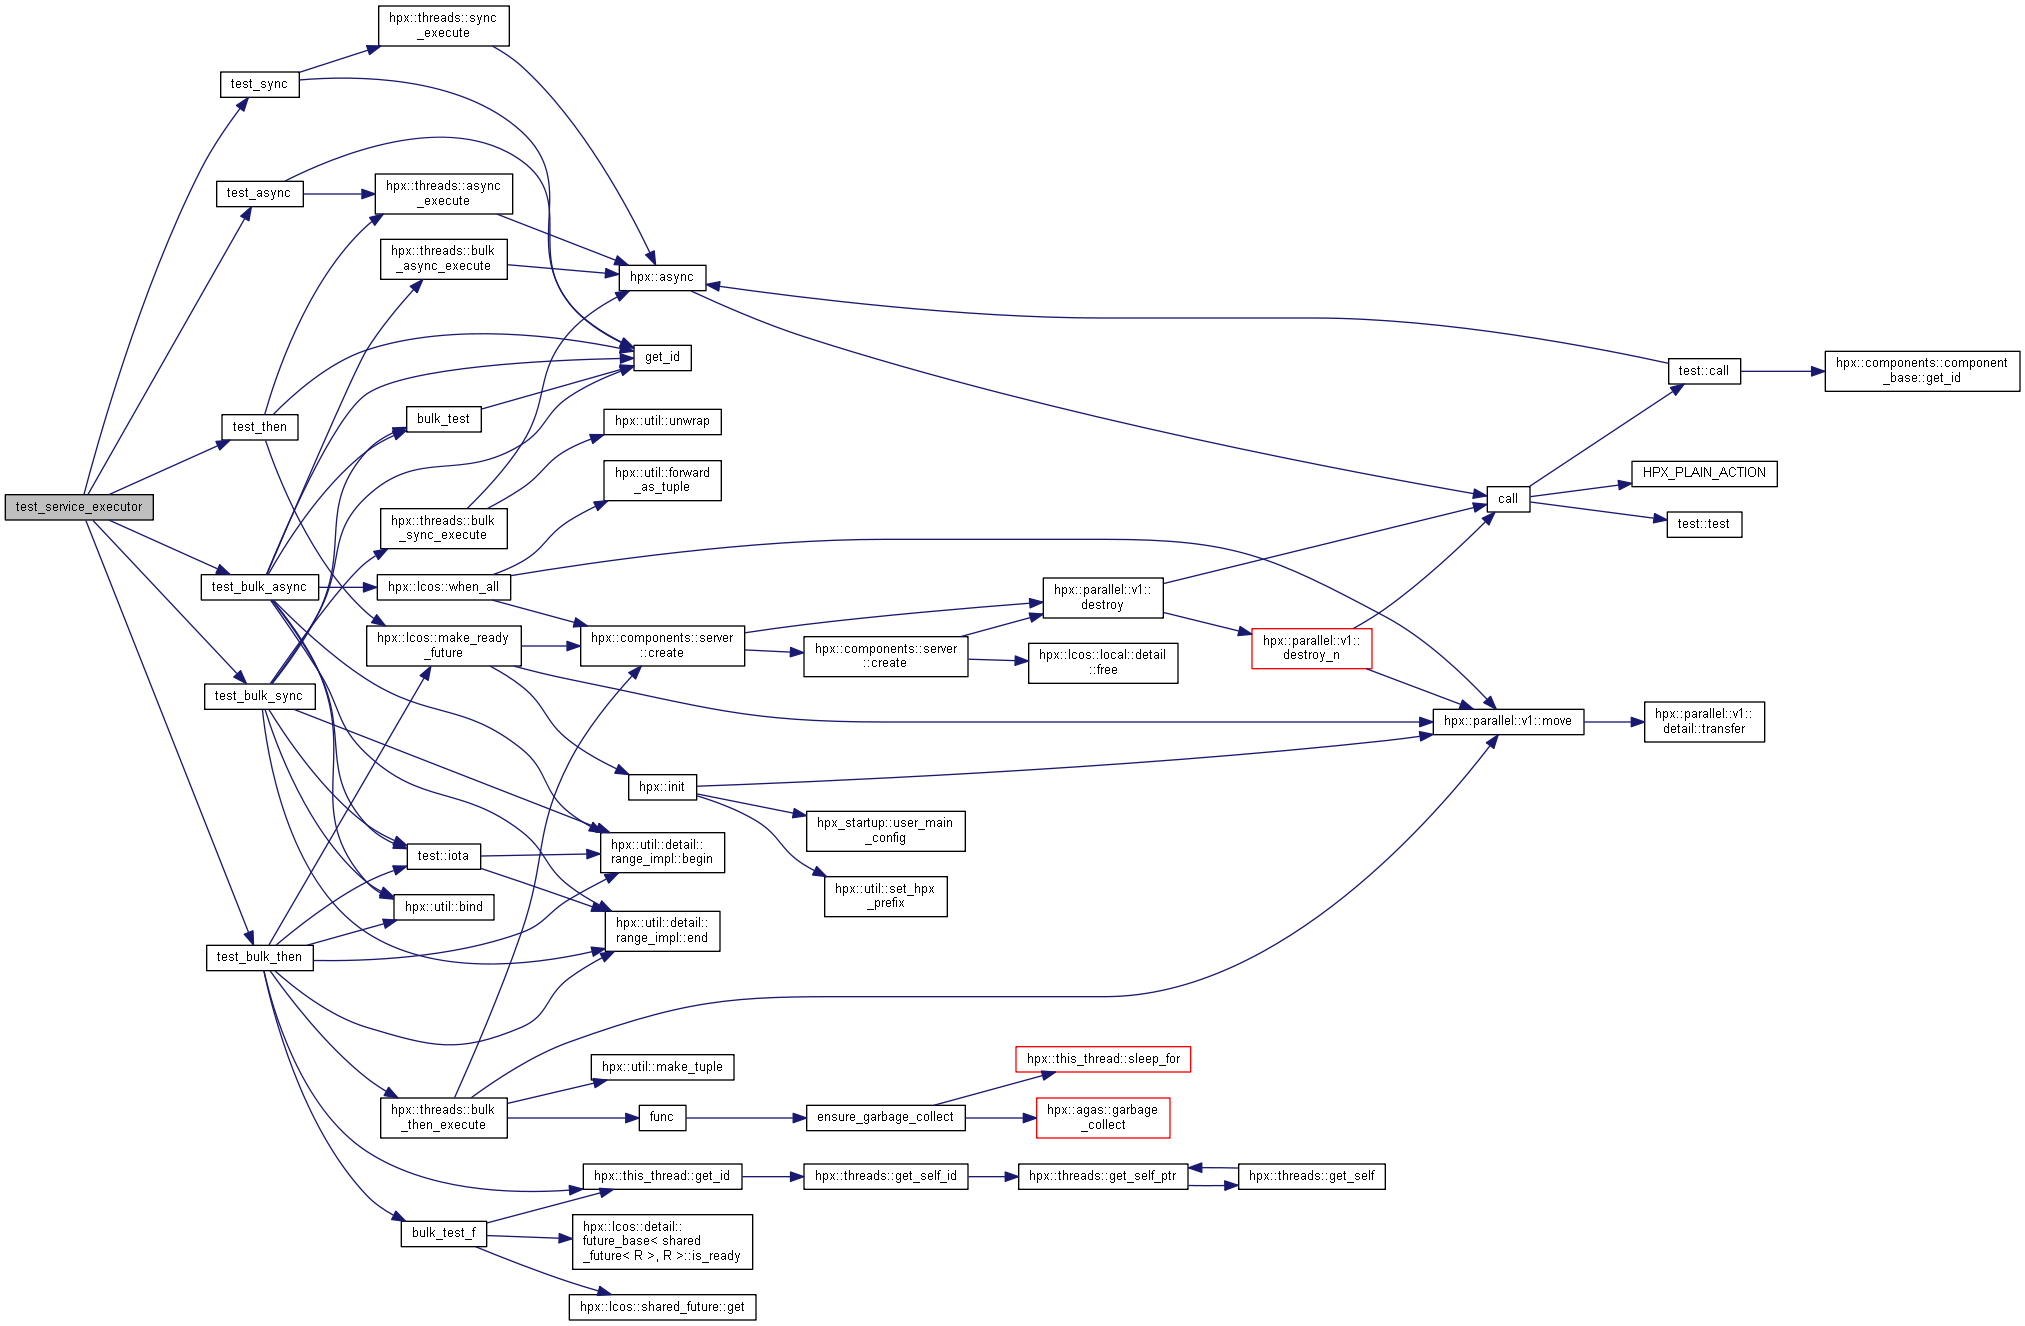 test_service_executor
test_sync
hpx::threads::sync
_execute
test_async
hpx::threads::async
_execute
hpx::threads::bulk
_async_execute
hpx::async
get_id
test_then
bulk_test
hpx::util::unwrap
hpx::util::forward
_as_tuple
hpx::threads::bulk
_sync_execute
test_bulk_async
hpx::lcos::when_all
hpx::lcos::make_ready
_future
hpx::components::server
::create
hpx::components::server
::create
hpx::parallel::v1::
destroy
hpx::lcos::local::detail
::free
hpx::parallel::v1::
destroy_n
call
test::call
hpx::components::component
_base::get_id
HPX_PLAIN_ACTION
test::test
hpx::parallel::v1::move
hpx::parallel::v1::
detail::transfer
test_bulk_sync
hpx::init
hpx_startup::user_main
_config
hpx::util::set_hpx
_prefix
test::iota
hpx::util::detail::
range_impl::begin
hpx::util::bind
hpx::util::detail::
range_impl::end
test_bulk_then
hpx::util::make_tuple
hpx::threads::bulk
_then_execute
func
ensure_garbage_collect
hpx::this_thread::sleep_for
hpx::agas::garbage
_collect
hpx::this_thread::get_id
hpx::threads::get_self_id
hpx::threads::get_self_ptr
hpx::threads::get_self
bulk_test_f
hpx::lcos::detail::
future_base< shared
_future< R >, R >::is_ready
hpx::lcos::shared_future::get